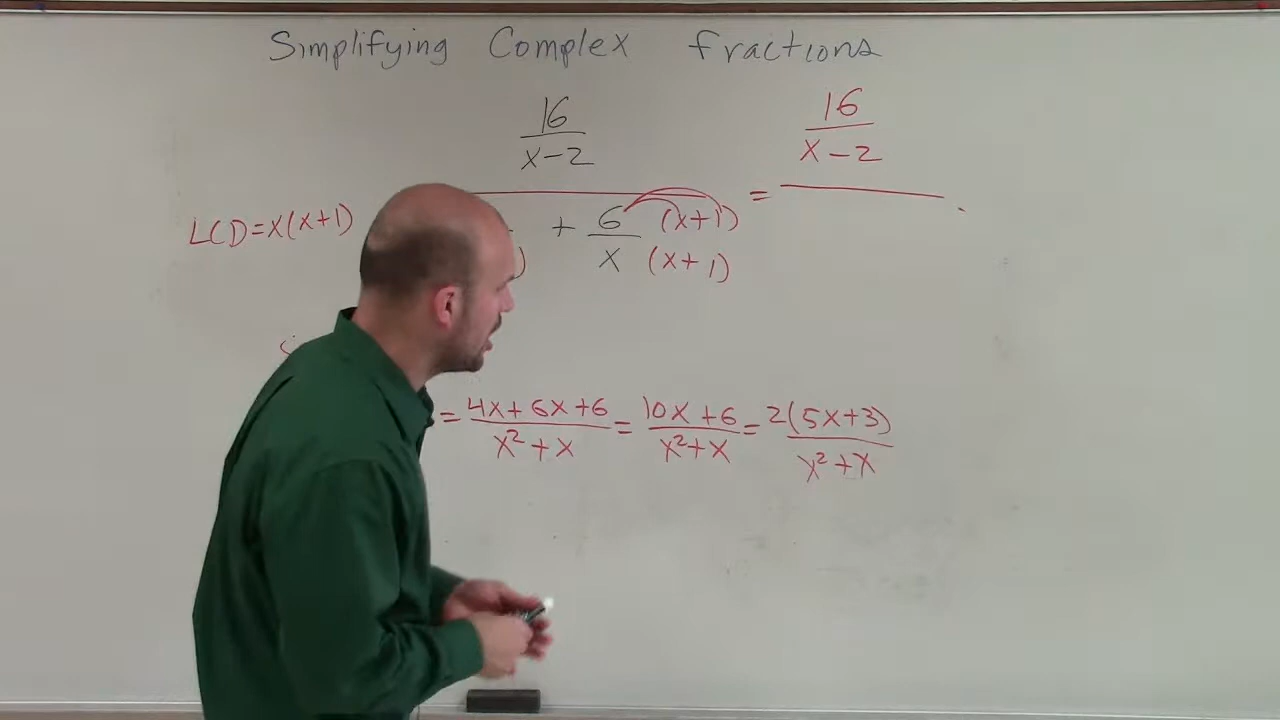 Simplifying Complex fractions
16
x-2
+ 6 (x+1)
x (x+1)
= 16
x-2
LCD=x(x+1)
)
= 4x+6x+6 = 10x+6 = 2(5x+3)
x²+x x²+x x²+x